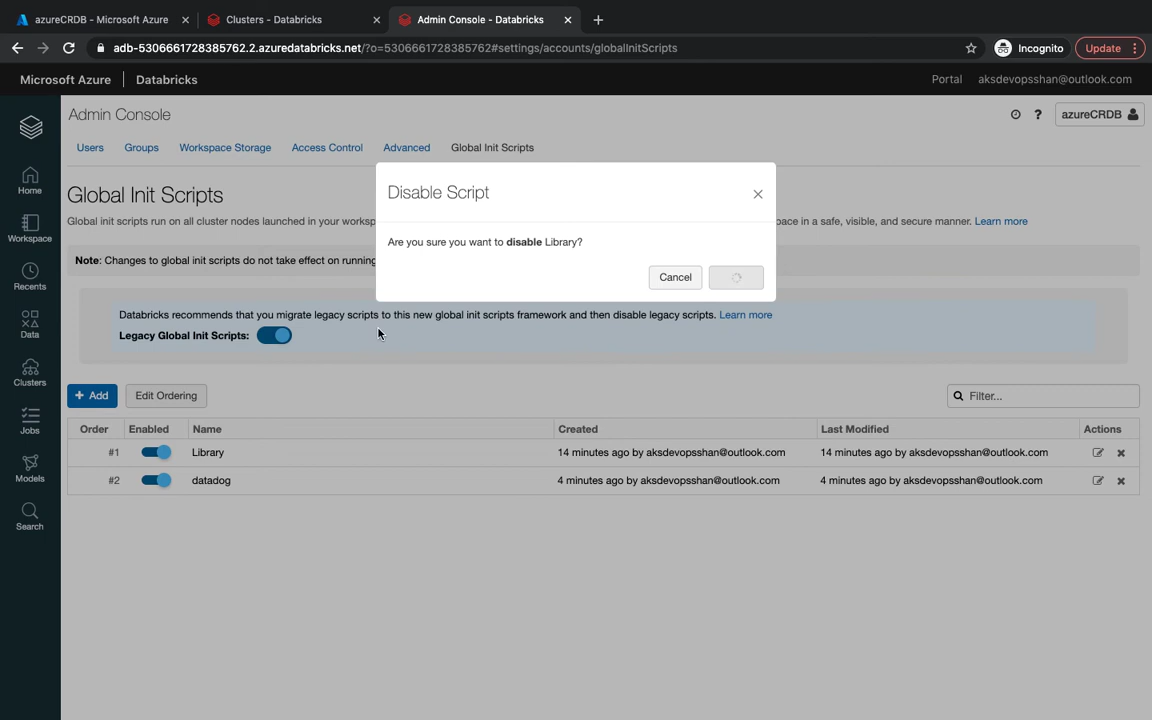 azureCRDB - Microsoft Azure
Clusters - Databricks
Admin Console - Databricks
adb-5306661728385762.2.azuredatabricks.net/?o=5306661728385762#settings/accounts/globalInitScripts
Incognito
Update
Microsoft Azure
Databricks
Portal
aksdevopsshan@outlook.com
Admin Console
?
azureCRDB
Users
Groups
Workspace Storage
Access Control
Advanced
Global Init Scripts
Home
Workspace
Recents
Data
Clusters
Jobs
Models
Search
Global Init Scripts
Global init scripts run on all cluster nodes launched in your worksp
ace in a safe, visible, and secure manner. Learn more
Note: Changes to global init scripts do not take effect on running
Disable Script
Are you sure you want to disable Library?
Cancel
Databricks recommends that you migrate legacy scripts to this new global init scripts framework and then disable legacy scripts. Learn more
Legacy Global Init Scripts:
+ Add
Edit Ordering
Filter...
Order Enabled Name Created Last Modified Actions
#1 Library 14 minutes ago by aksdevopsshan@outlook.com 14 minutes ago by aksdevopsshan@outlook.com
#2 datadog 4 minutes ago by aksdevopsshan@outlook.com 4 minutes ago by aksdevopsshan@outlook.com